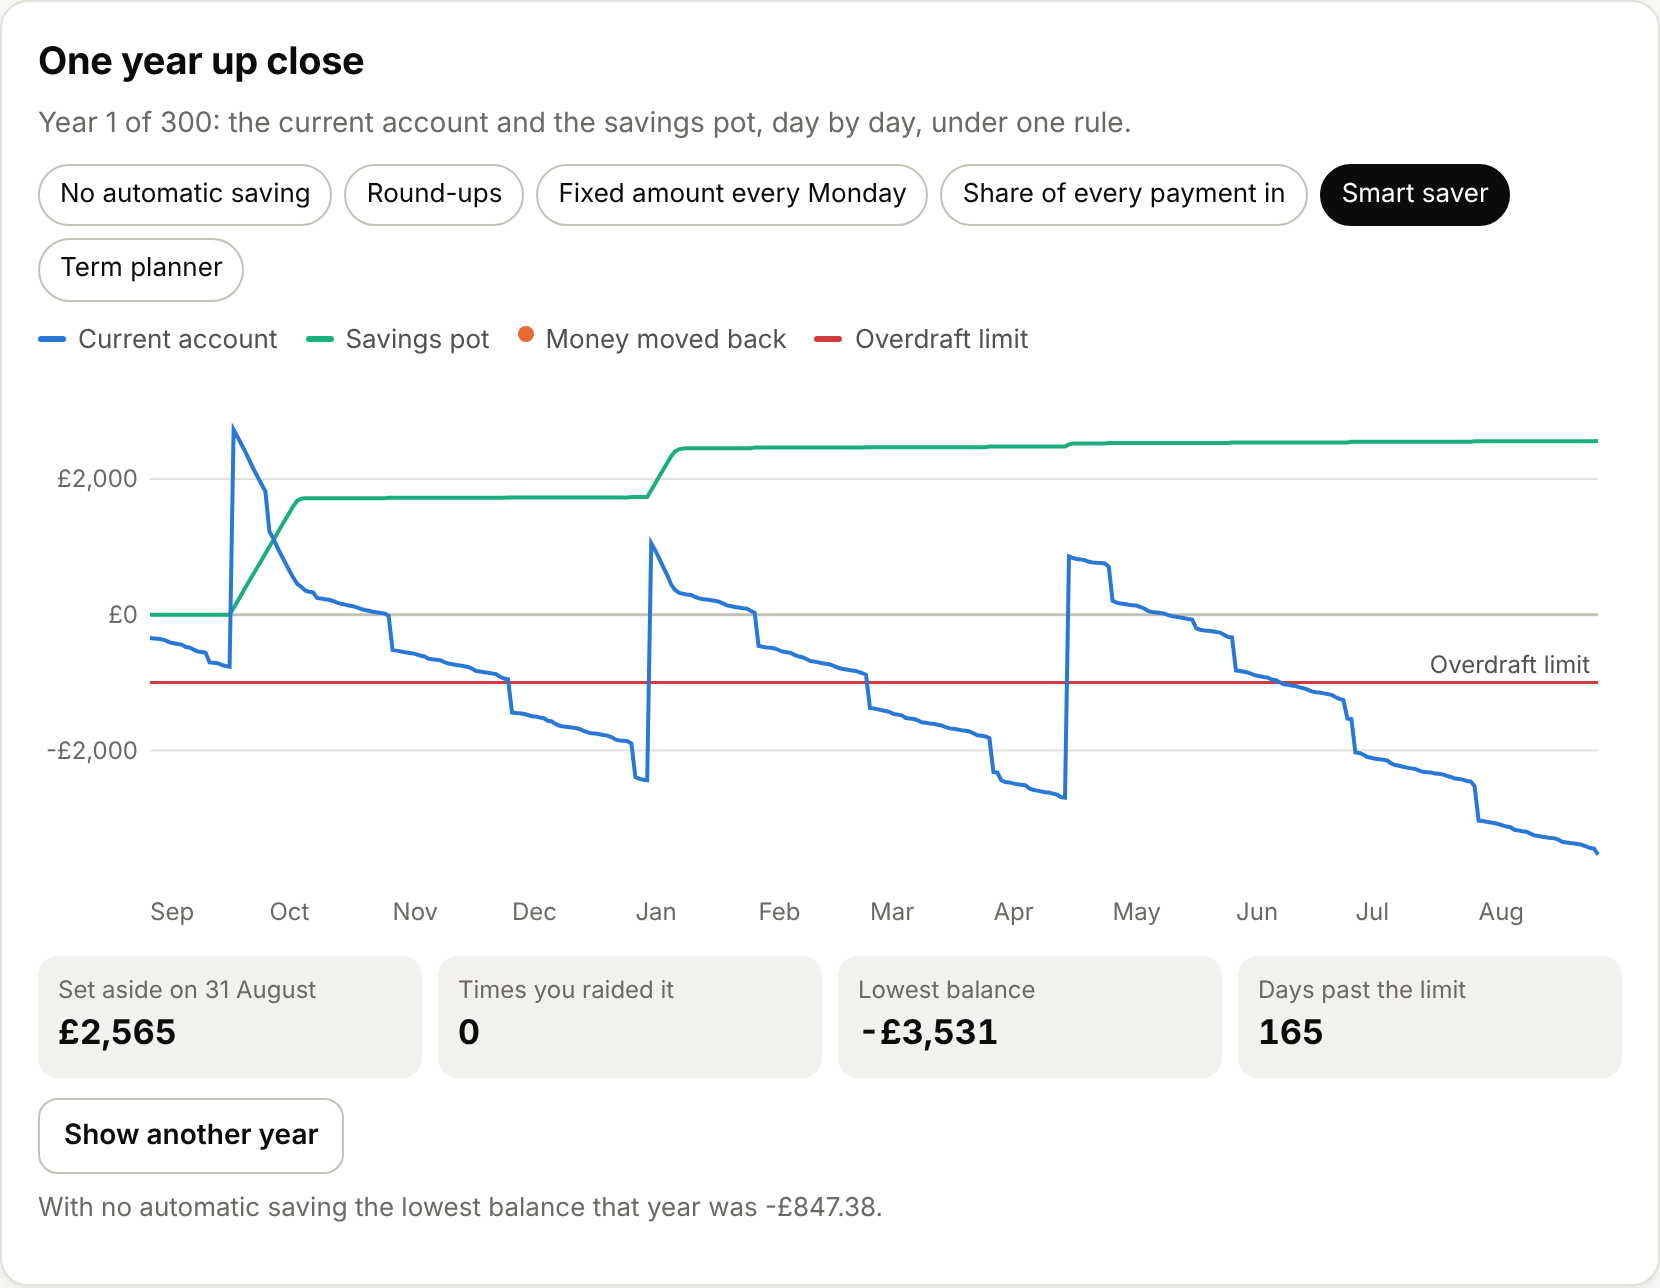 One year up close
Year 1 of 300: the current account and the savings pot, day by day, under one rule.
No automatic saving
Round-ups
Fixed amount every Monday
Share of every payment in
Smart saver
Term planner
Current account
Savings pot
Money moved back
Overdraft limit
£2,000
£0
-£2,000
Overdraft limit
Sep Oct Nov Dec Jan Feb Mar Apr May Jun Jul Aug
Set aside on 31 August
£2,565
Times you raided it
0
Lowest balance
-£3,531
Days past the limit
165
Show another year
With no automatic saving the lowest balance that year was -£847.38.